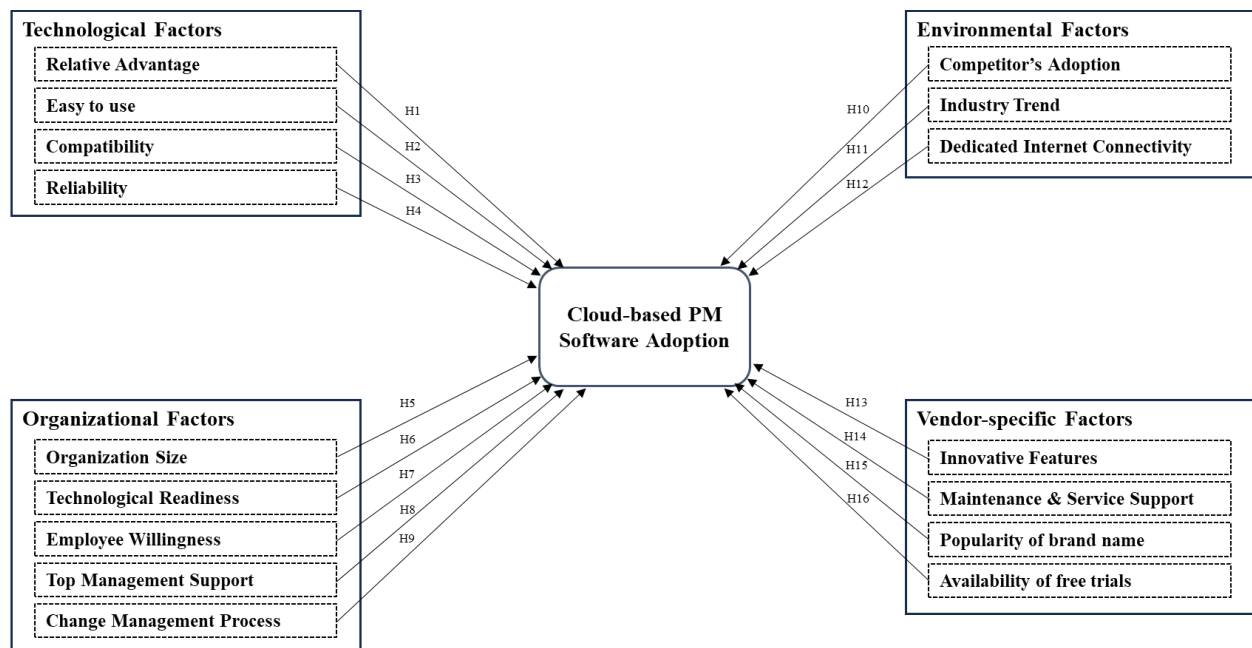 Technological Factors
Relative Advantage
Easy to use
Compatibility
Reliability
H1
H2
H3
H4
Environmental Factors
Competitor's Adoption
Industry Trend
Dedicated Internet Connectivity
H10
H11
H12
Cloud-based PM
Software Adoption
Organizational Factors
Organization Size
Technological Readiness
Employee Willingness
Top Management Support
Change Management Process
H5
H6
H7
H8
H9
Vendor-specific Factors
Innovative Features
Maintenance & Service Support
Popularity of brand name
Availability of free trials
H13
H14
H15
H16